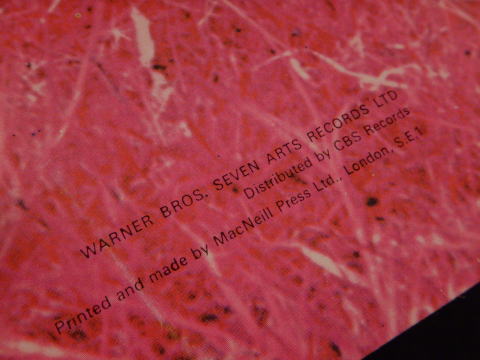 WARNER BROS. SEVEN ARTS RECORDS LTD
Distributed by CBS Records
Printed and made by MacNeill Press Ltd., London, S.E.1